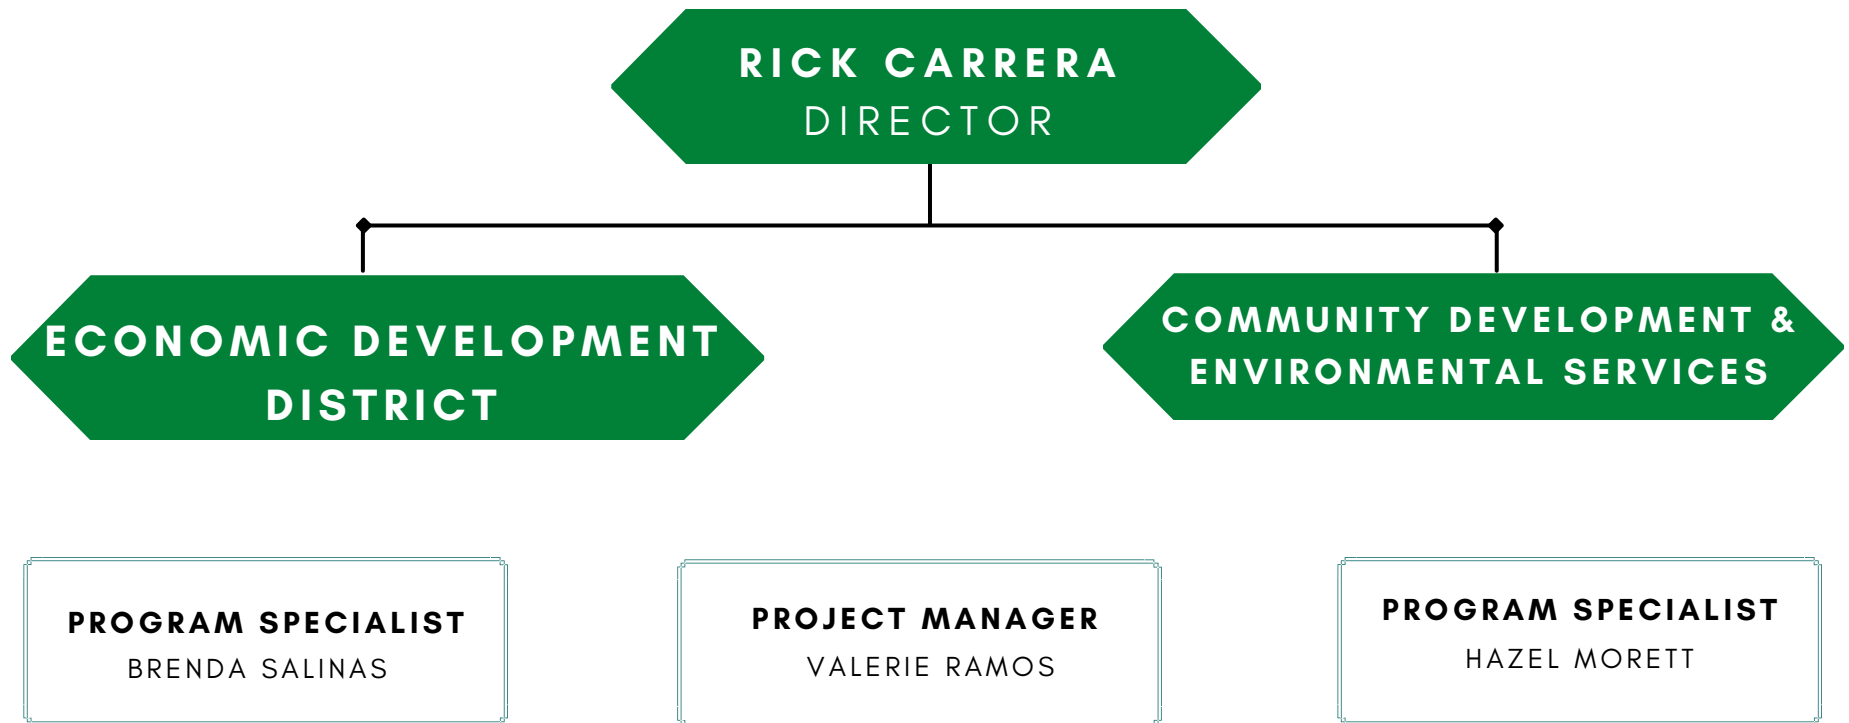 RICK CARRERA
DIRECTOR
ECONOMIC DEVELOPMENT
DISTRICT
COMMUNITY DEVELOPMENT &
ENVIRONMENTAL SERVICES
PROGRAM SPECIALIST
BRENDA SALINAS
PROJECT MANAGER
VALERIE RAMOS
PROGRAM SPECIALIST
HAZEL MORETT